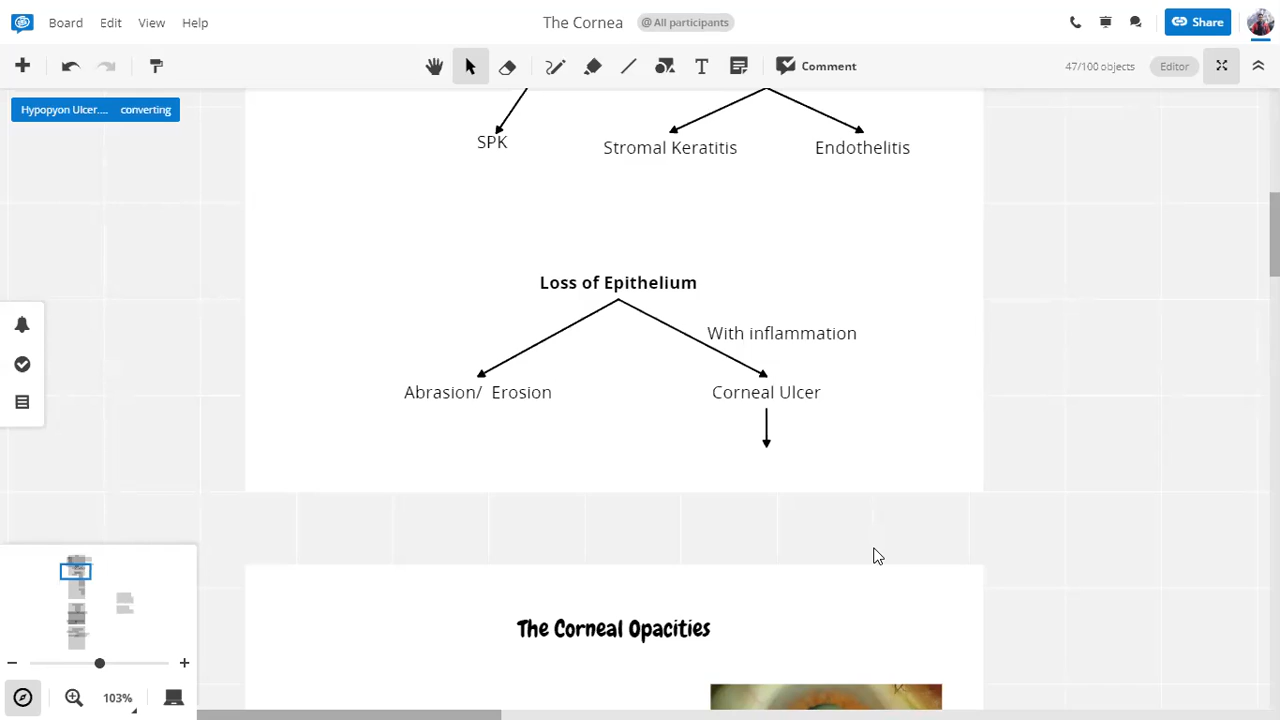 Board Edit View Help
The Cornea @ All participants
Share
Comment
47/100 objects Editor
Hypopyon Ulcer.... converting
SPK
Stromal Keratitis
Endothelitis
Loss of Epithelium
With inflammation
Abrasion/ Erosion
Corneal Ulcer
The Corneal Opacities
103%